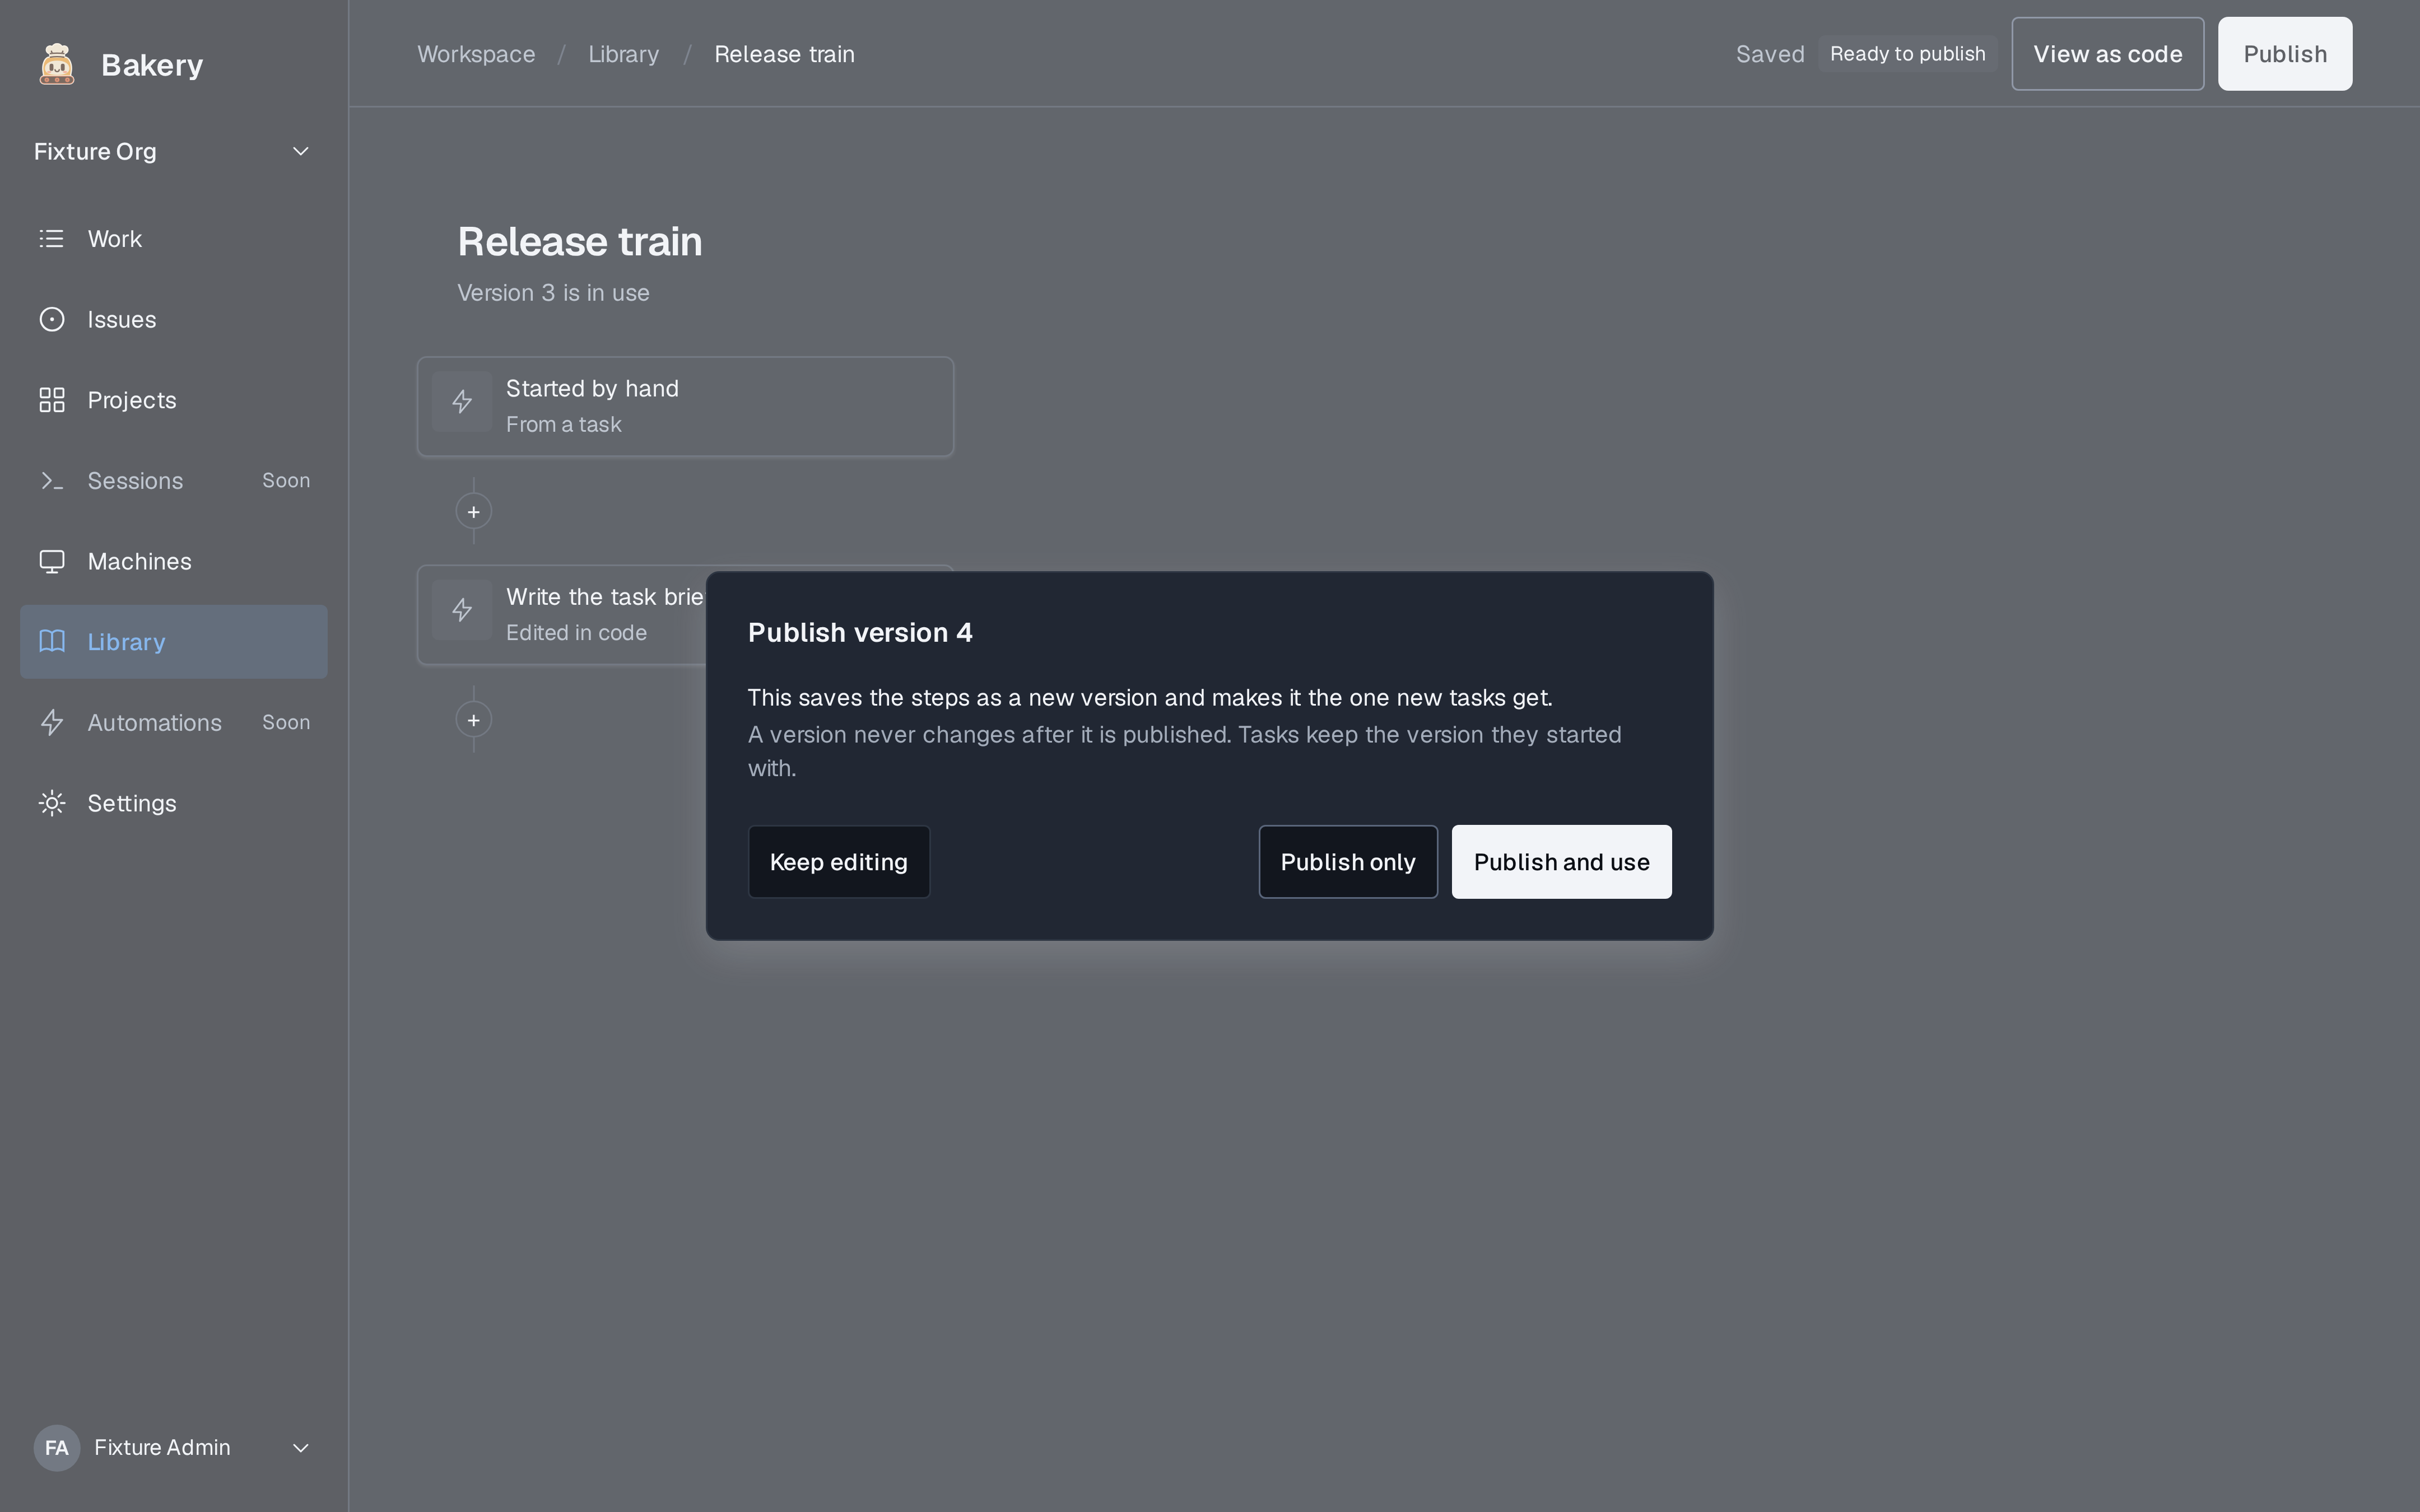 Bakery
Fixture Org
Work
Issues
Projects
Sessions Soon
Machines
Library
Automations Soon
Settings
FA Fixture Admin
Workspace / Library / Release train
Saved Ready to publish View as code Publish
Release train
Version 3 is in use
Started by hand
From a task
+
Write the task brie
Edited in code
+
Publish version 4
This saves the steps as a new version and makes it the one new tasks get.
A version never changes after it is published. Tasks keep the version they started
with.
Keep editing Publish only Publish and use